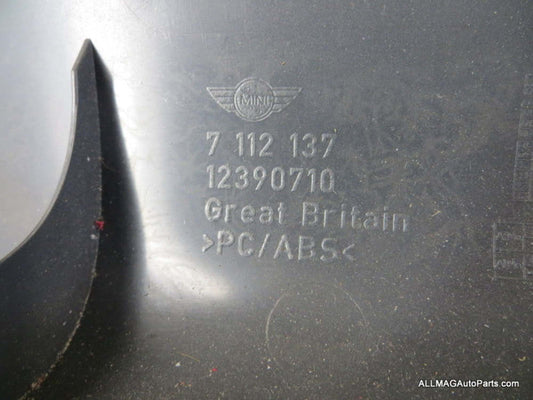 MINI
7 112 137
12390710
Great Britain
>PC/ABS<
ALLMAGAutoParts.com